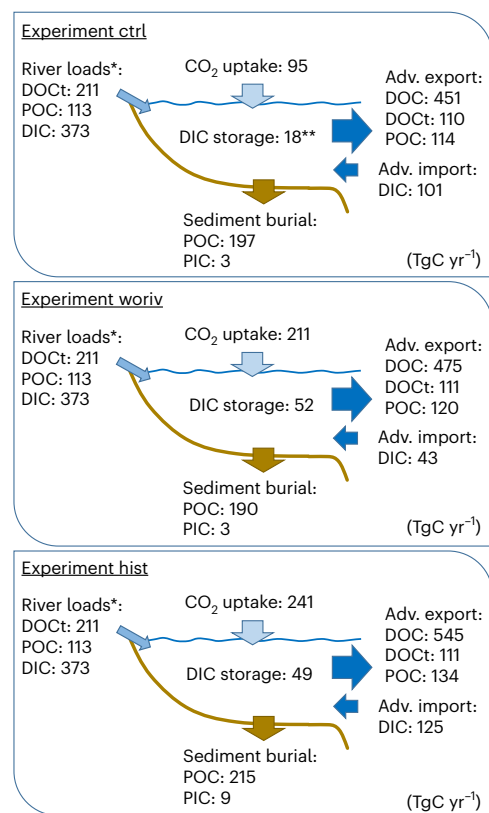 Experiment ctrl
River loads*:
DOCt: 211
POC: 113
DIC: 373
CO₂ uptake: 95
DIC storage: 18**
Adv. export:
DOC: 451
DOCt: 110
POC: 114
Adv. import:
DIC: 101
Sediment burial:
POC: 197
PIC: 3
(TgC yr⁻¹)
Experiment woriv
River loads*:
DOCt: 211
POC: 113
DIC: 373
CO₂ uptake: 211
DIC storage: 52
Adv. export:
DOC: 475
DOCt: 111
POC: 120
Adv. import:
DIC: 43
Sediment burial:
POC: 190
PIC: 3
(TgC yr⁻¹)
Experiment hist
River loads*:
DOCt: 211
POC: 113
DIC: 373
CO₂ uptake: 241
DIC storage: 49
Adv. export:
DOC: 545
DOCt: 111
POC: 134
Adv. import:
DIC: 125
Sediment burial:
POC: 215
PIC: 9
(TgC yr⁻¹)